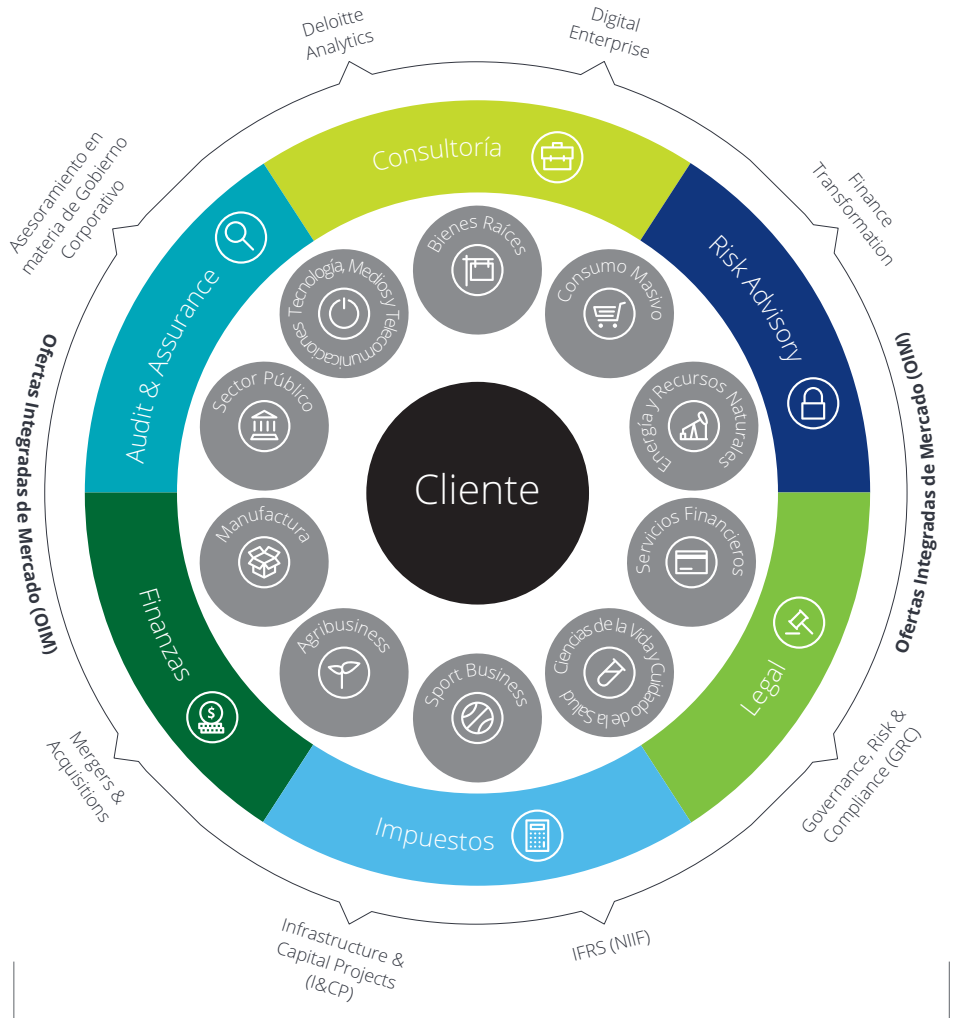 Deloitte
Analytics
Digital
Enterprise
Asesoramiento en
materia de Gobierno
Corporativo
Finance
Transformation
Consultoría
Audit & Assurance
Risk Advisory
Bienes Raíces
Tecnología, Medios y Telecomunicaciones
Consumo Masivo
Sector Público
Energía y Recursos Naturales
Ofertas Integradas de Mercado (OIM)
Ofertas Integradas de Mercado (OIM)
Cliente
Manufactura
Servicios Financieros
Agribusiness
Ciencias de la Vida y Cuidado de la Salud
Sport Business
Finanzas
$
Legal
Impuestos
Mergers &
Acquisitions
Governance, Risk &
Compliance (GRC)
Infrastructure &
Capital Projects
(I&CP)
IFRS (NIIF)